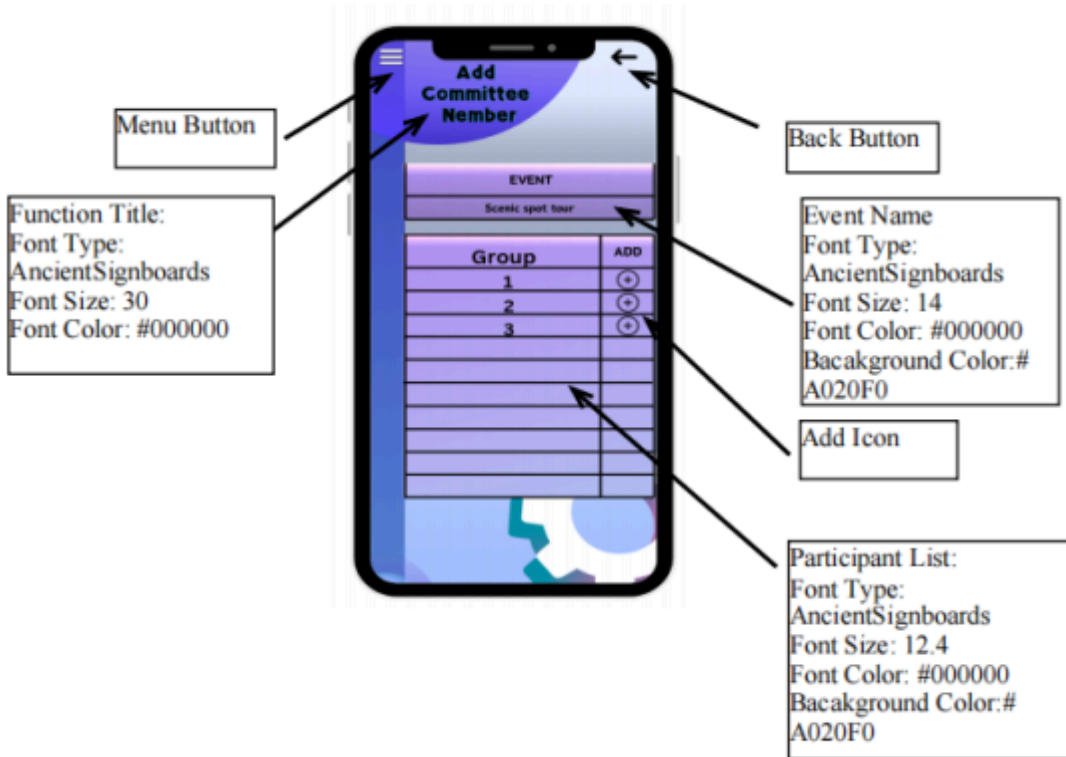 Add
Committee
Nember
Menu Button
Back Button
Function Title:
Font Type:
AncientSignboards
Font Size: 30
Font Color: #000000
EVENT
Scenic spot tour
Event Name
Font Type:
AncientSignboards
Font Size: 14
Font Color: #000000
Bacakground Color:#
A020F0
Group ADD
1
2
3
Add Icon
Participant List:
Font Type:
AncientSignboards
Font Size: 12.4
Font Color: #000000
Bacakground Color:#
A020F0